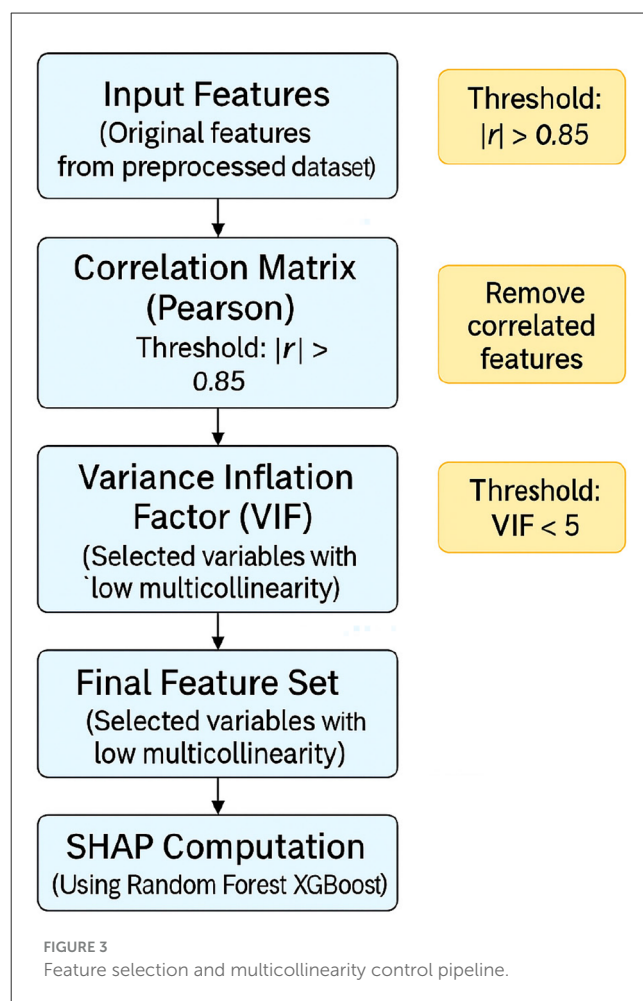 Input Features
(Original features
from preprocessed dataset)
Threshold:
|r| > 0.85
Correlation Matrix
(Pearson)
Threshold: |r| >
0.85
Remove
correlated
features
Variance Inflation
Factor (VIF)
(Selected variables with
`low multicollinearity)
Threshold:
VIF < 5
Final Feature Set
(Selected variables with
low multicollinearity)
SHAP Computation
(Using Random Forest XGBoost)
FIGURE 3
Feature selection and multicollinearity control pipeline.